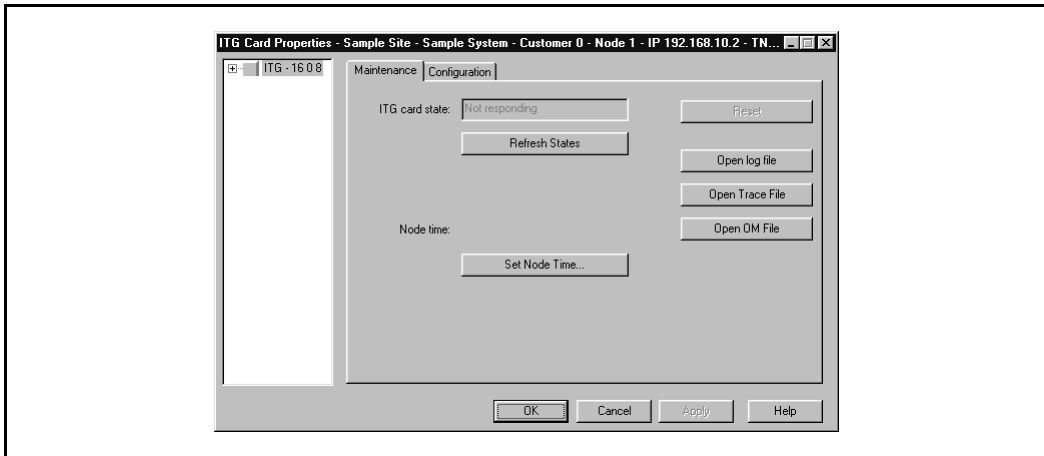 ITG Card Properties - Sample Site - Sample System - Customer 0 - Node 1 - IP 192.168.10.2 - TN...
ITG - 16 0 8
Maintenance Configuration
ITG card state: Not responding Reset
Refresh States
Open log file
Open Trace File
Node time: Open OM File
Set Node Time...
OK Cancel Apply Help